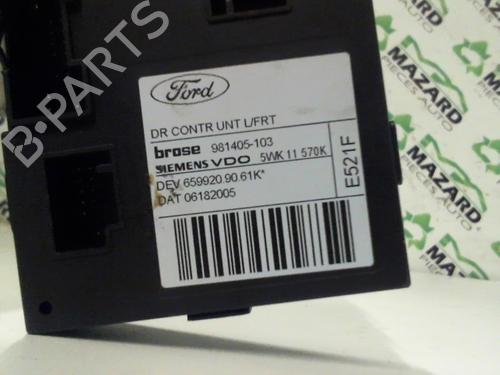 B-PARTS
Ford
DR CONTR UNT L/FRT
brose 981405-103
SIEMENS VDO 5WK 11 570K
DEV 659920.90.61K*
DAT 06182005
E521F
MAZARD
PIECES AUTO
MAZARD
PIECES AUTO
MAZARD